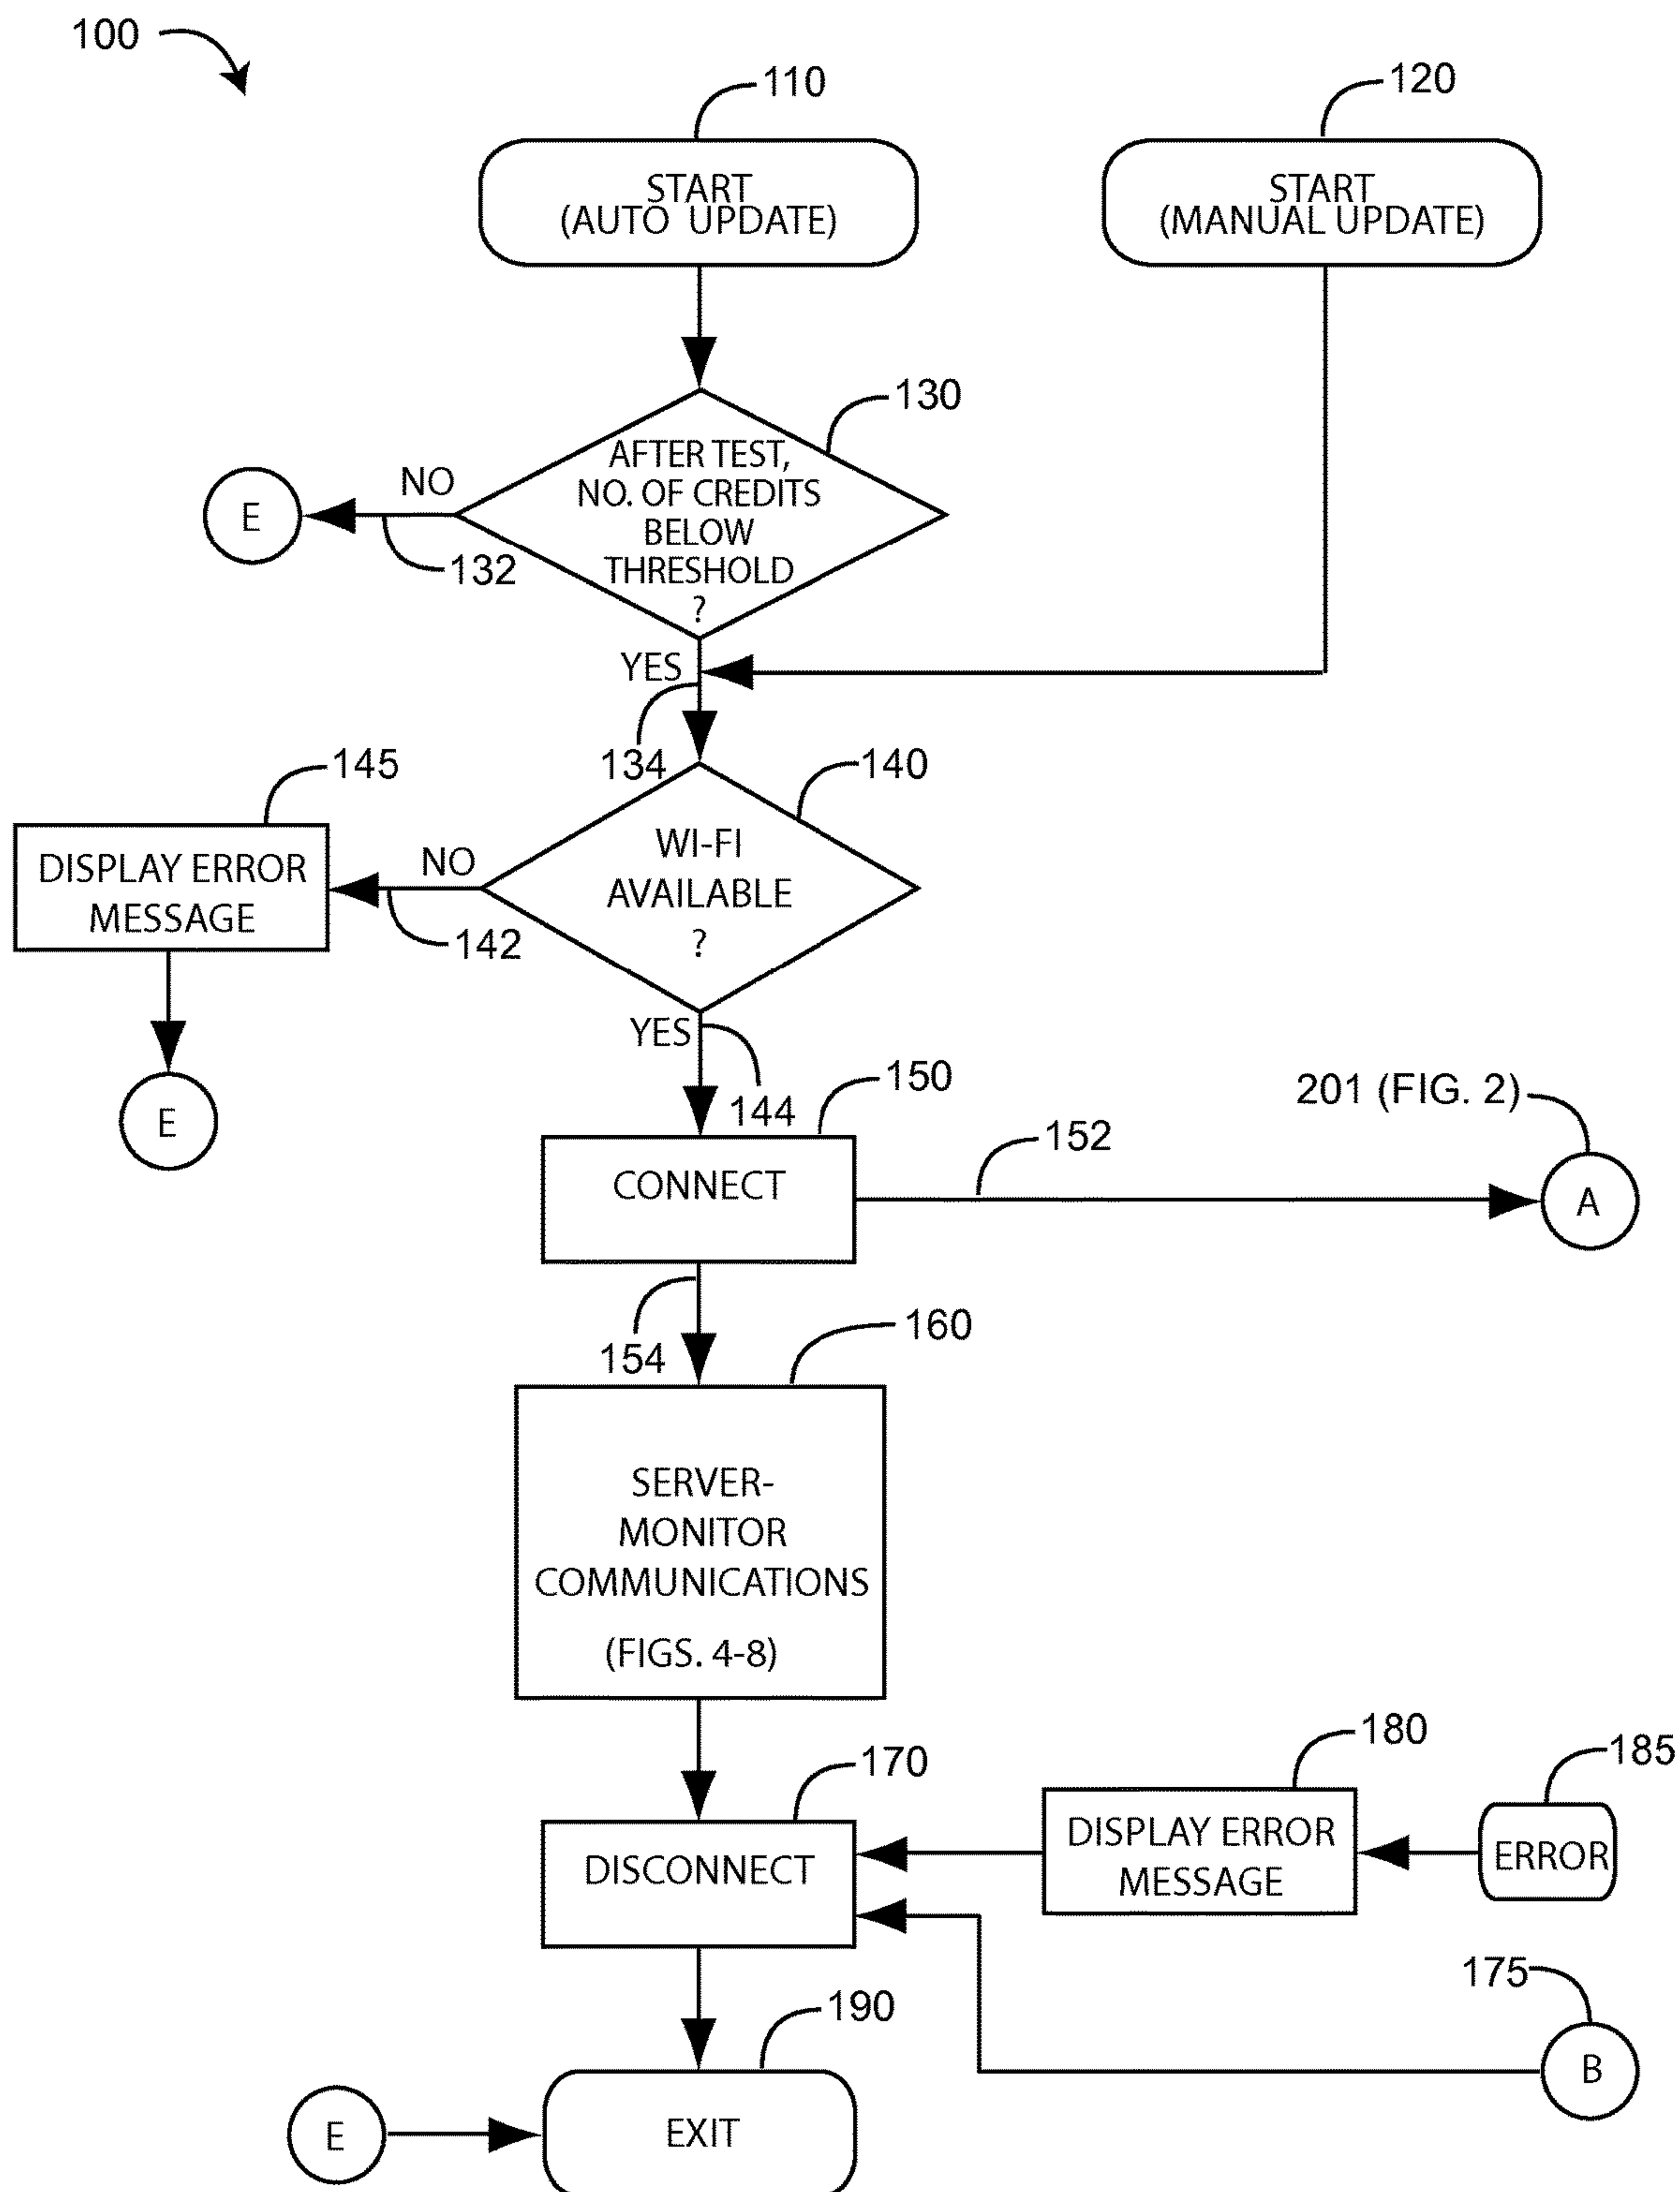 100
110
120
START
(AUTO UPDATE)
START
(MANUAL UPDATE)
130
AFTER TEST,
NO. OF CREDITS
BELOW
THRESHOLD
?
NO
E
132
YES
134
140
145
WI-FI
AVAILABLE
?
NO
DISPLAY ERROR
MESSAGE
142
E
YES
144
150
201 (FIG. 2)
152
CONNECT
A
154
160
SERVER-
MONITOR
COMMUNICATIONS
(FIGS. 4-8)
170
180
185
DISCONNECT
DISPLAY ERROR
MESSAGE
ERROR
175
190
B
E
EXIT